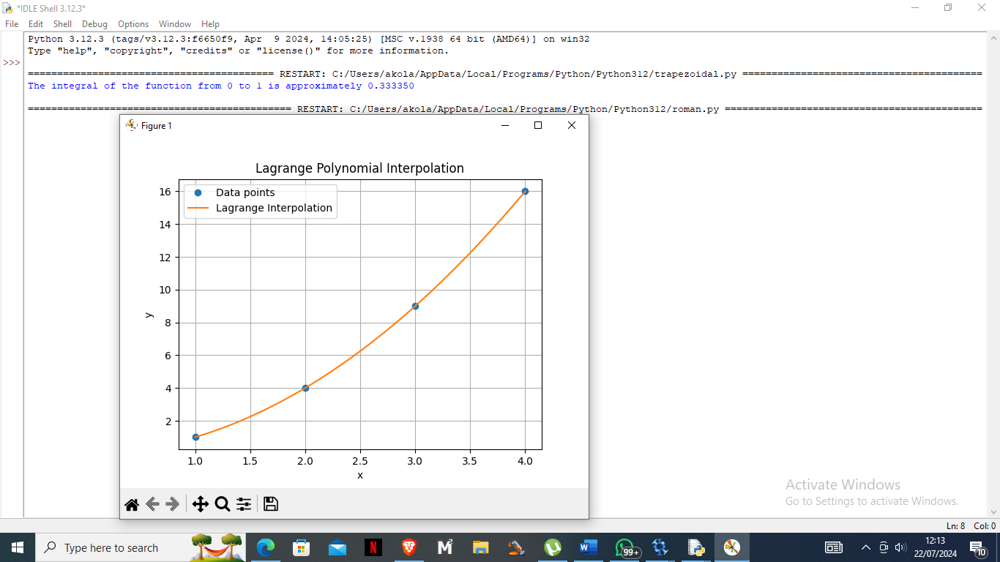 *IDLE Shell 3.12.3*
File Edit Shell Debug Options Window Help
Python 3.12.3 (tags/v3.12.3:f6650f9, Apr  9 2024, 14:05:25) [MSC v.1938 64 bit (AMD64)] on win32
Type "help", "copyright", "credits" or "license()" for more information.
>>>
========================================== RESTART: C:/Users/akola/AppData/Local/Programs/Python/Python312/trapezoidal.py =========================================
The integral of the function from 0 to 1 is approximately 0.333350
============================================= RESTART: C:/Users/akola/AppData/Local/Programs/Python/Python312/roman.py ============================================
Figure 1
Lagrange Polynomial Interpolation
Data points
Lagrange Interpolation
16
14
12
10
8
6
4
2
y
1.0 1.5 2.0 2.5 3.0 3.5 4.0
x
Activate Windows
Go to Settings to activate Windows.
Ln: 8 Col: 0
Type here to search
N
M
W
99+
12:13
22/07/2024
10